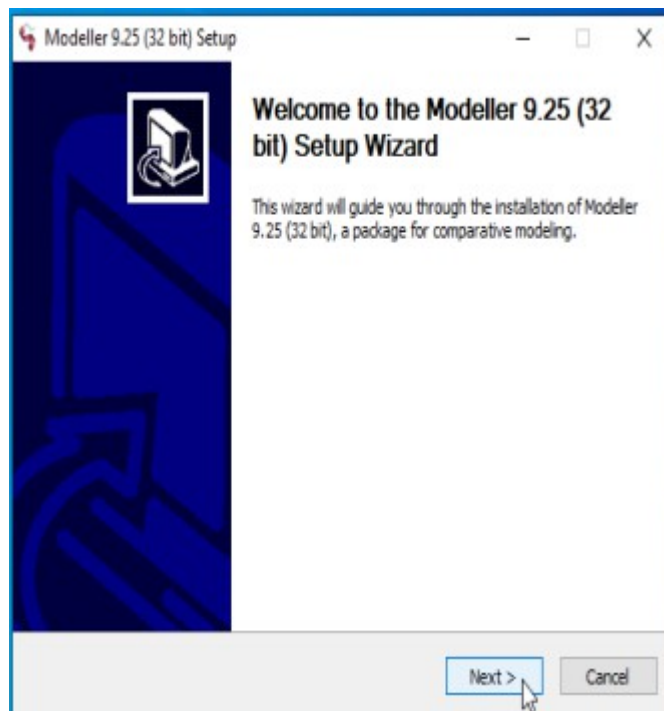 Modeller 9.25 (32 bit) Setup
Welcome to the Modeller 9.25 (32
bit) Setup Wizard
This wizard will guide you through the installation of Modeller
9.25 (32 bit), a package for comparative modeling.
Next >
Cancel